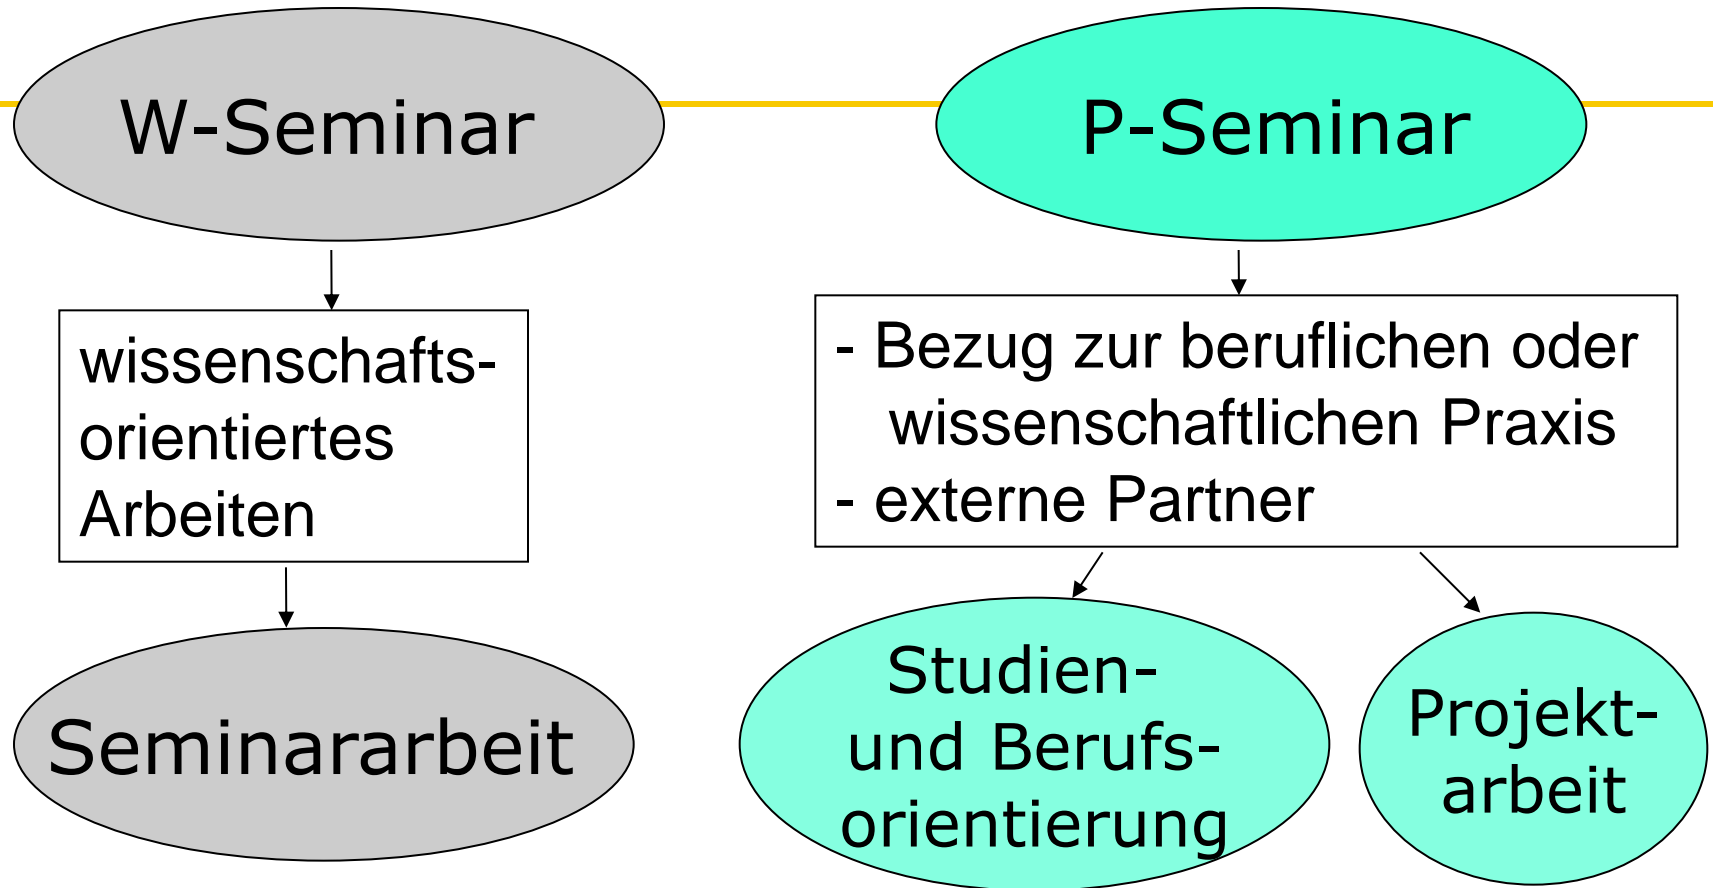 W-Seminar
P-Seminar
wissenschafts-
orientiertes
Arbeiten
- Bezug zur beruflichen oder
wissenschaftlichen Praxis
- externe Partner
Seminararbeit
Studien-
und Berufs-
orientierung
Projekt-
arbeit